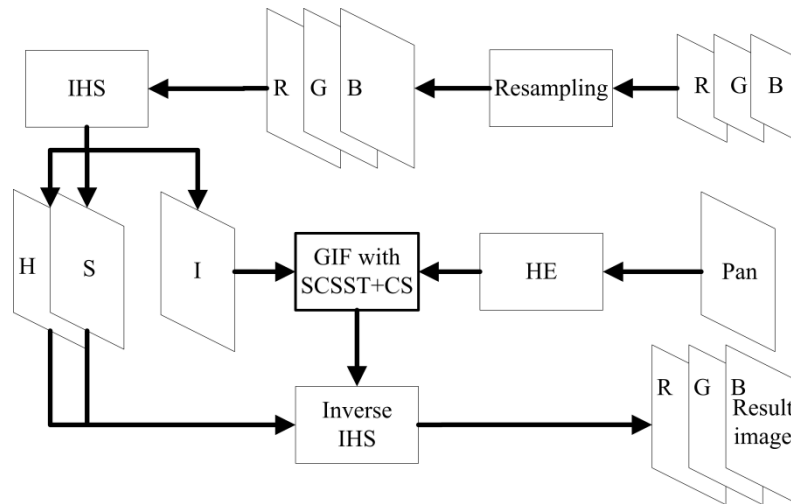 IHS
R G B
Resampling
R G B
H
S
I
GIF with
SCSST+CS
HE
Pan
Inverse
IHS
R G B
Result
image